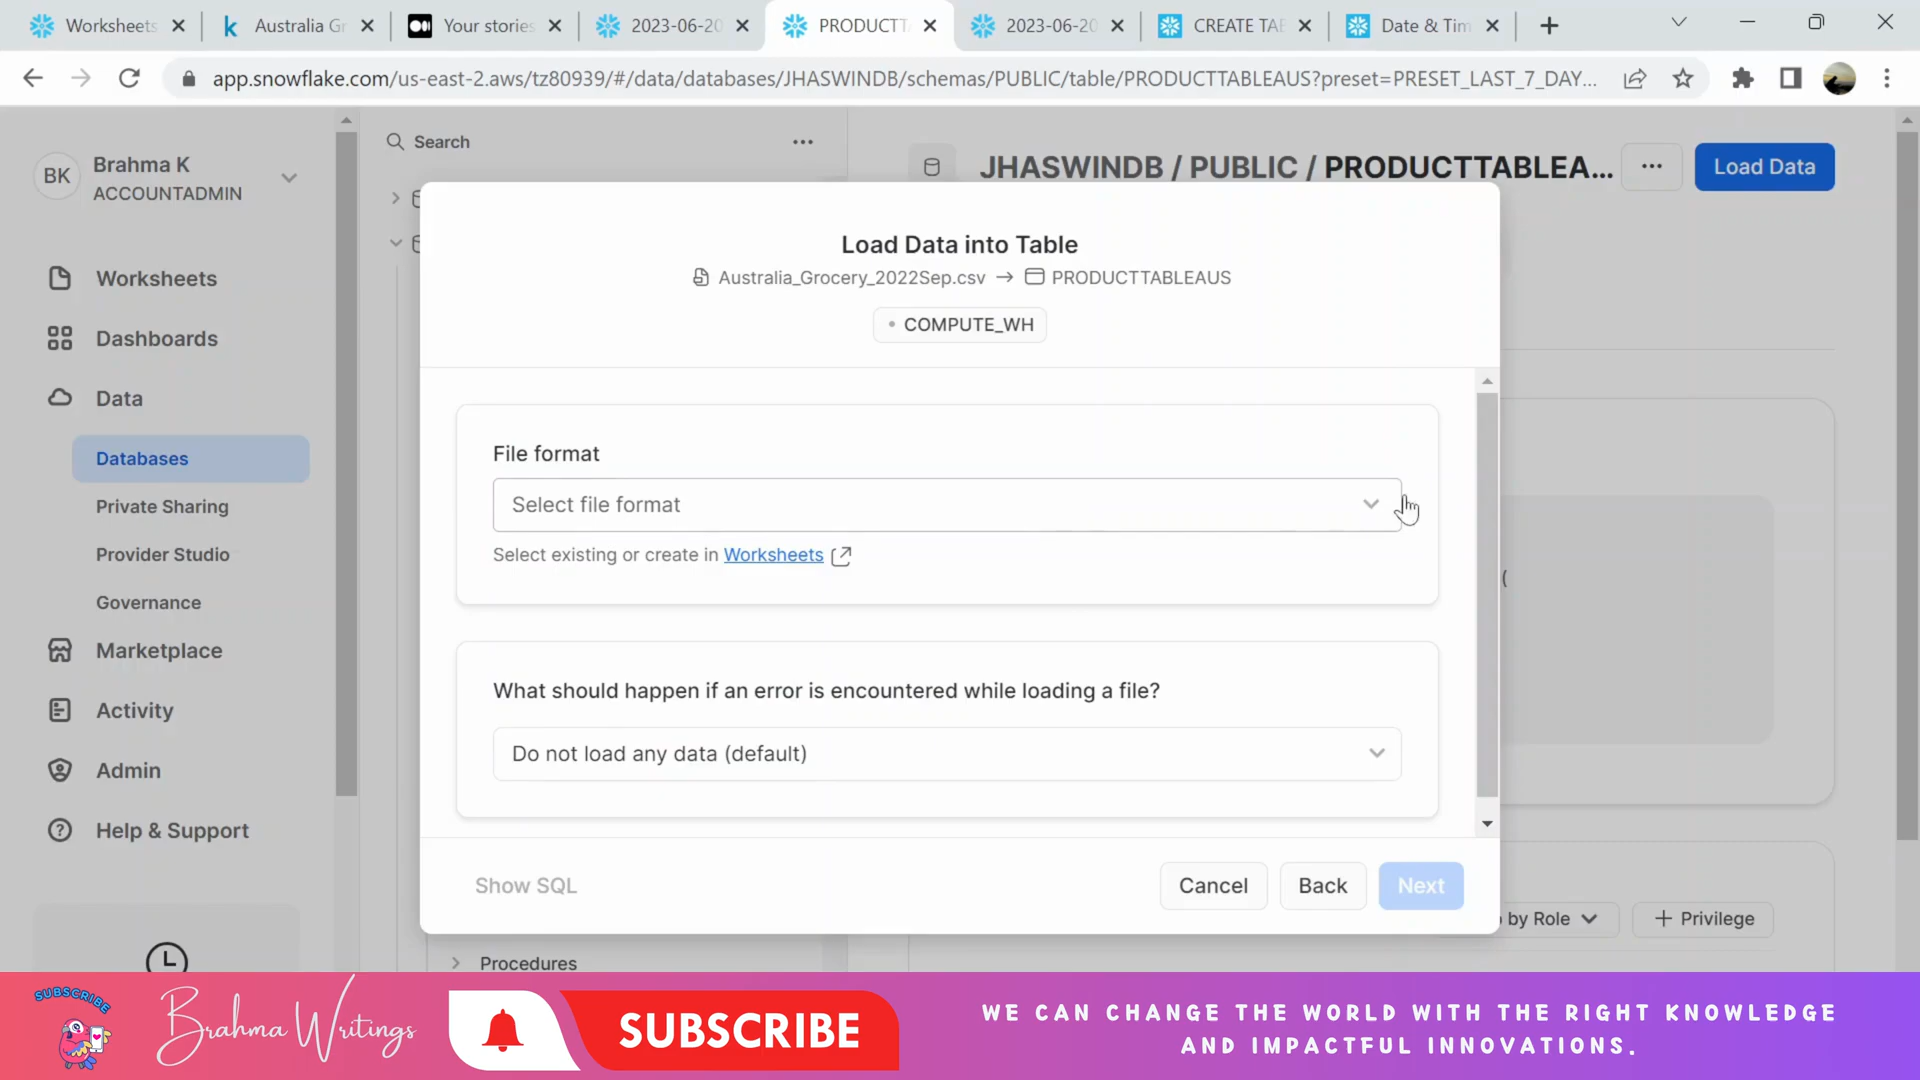 Worksheets
Australia Gr
Your stories
2023-06-20
PRODUCTT
2023-06-20
CREATE TAB
Date & Tim
app.snowflake.com/us-east-2.aws/tz80939/#/data/databases/JHASWINDB/schemas/PUBLIC/table/PRODUCTTABLEAUS?preset=PRESET_LAST_7_DAY...
BK
Brahma K
ACCOUNTADMIN
Worksheets
Dashboards
Data
Databases
Private Sharing
Provider Studio
Governance
Marketplace
Activity
Admin
Help & Support
Search
JHASWINDB / PUBLIC / PRODUCTTABLEA...
Load Data
Load Data into Table
Australia_Grocery_2022Sep.csv → PRODUCTTABLEAUS
COMPUTE_WH
File format
Select file format
Select existing or create in Worksheets
What should happen if an error is encountered while loading a file?
Do not load any data (default)
Show SQL
Cancel
Back
Next
(
by Role
+ Privilege
Procedures
SUBSCRIBE
Brahma Writings
SUBSCRIBE
WE CAN CHANGE THE WORLD WITH THE RIGHT KNOWLEDGE
AND IMPACTFUL INNOVATIONS.